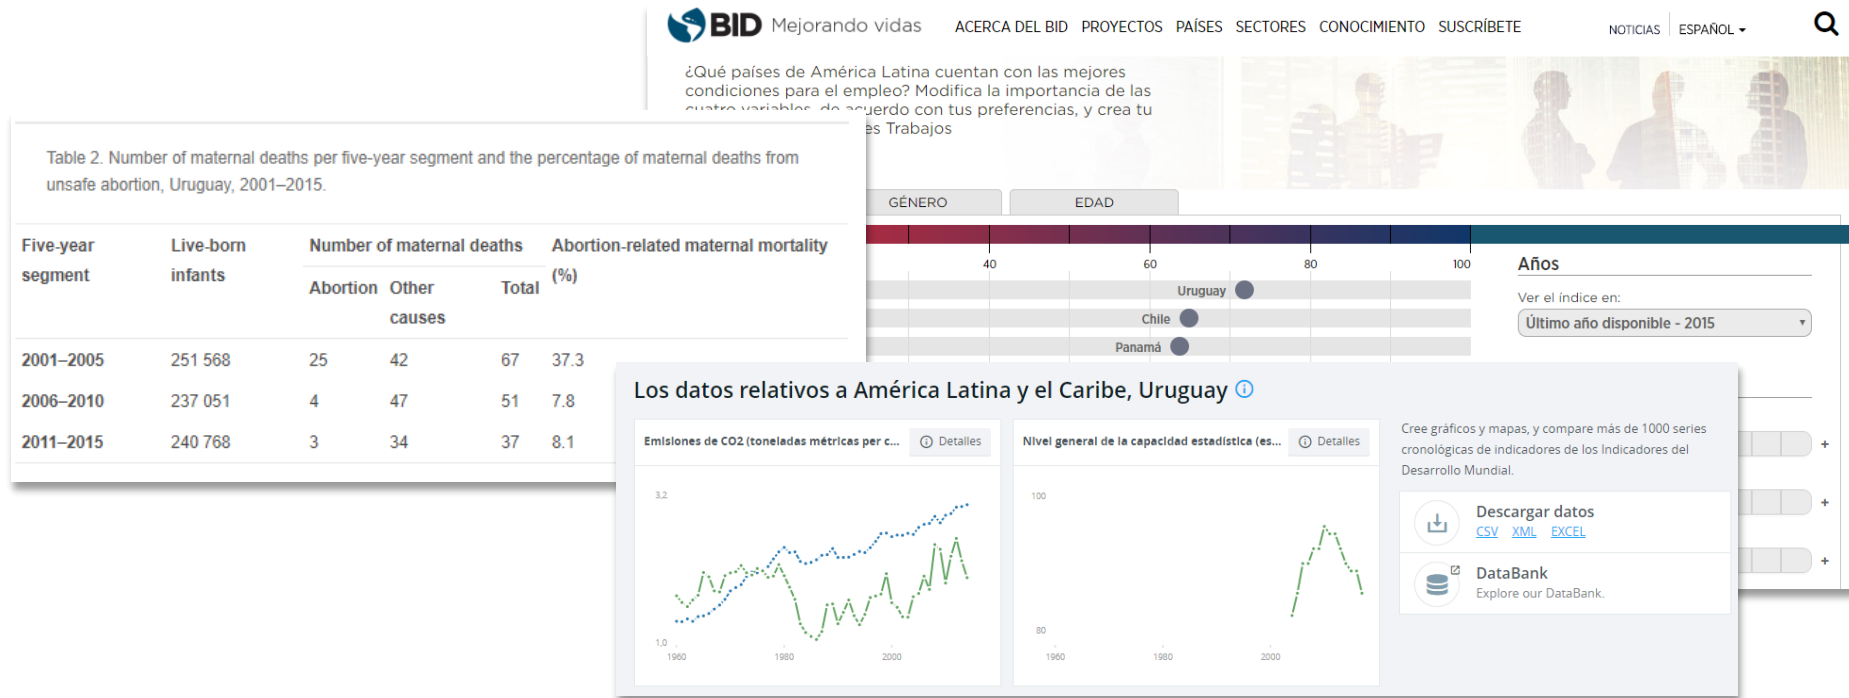 BID Mejorando vidas ACERCA DEL BID PROYECTOS PAÍSES SECTORES CONOCIMIENTO SUSCRÍBETE NOTICIAS ESPAÑOL
¿Qué países de América Latina cuentan con las mejores
condiciones para el empleo? Modifica la importancia de las
cuatro variables, de acuerdo con tus preferencias, y crea tu
es Trabajos
GÉNERO EDAD
40 60 80 100
Uruguay
Chile
Panamá
Años
Ver el índice en:
Último año disponible - 2015
+
+
+
Table 2. Number of maternal deaths per five-year segment and the percentage of maternal deaths from
unsafe abortion, Uruguay, 2001–2015.
Five-year Live-born Number of maternal deaths Abortion-related maternal mortality
segment infants (%)
Abortion Other Total
causes
2001–2005 251 568 25 42 67 37.3
2006–2010 237 051 4 47 51 7.8
2011–2015 240 768 3 34 37 8.1
Los datos relativos a América Latina y el Caribe, Uruguay
Emisiones de CO2 (toneladas métricas per c... Detalles
3,2
1,0
1960 1980 2000
Nivel general de la capacidad estadística (es... Detalles
100
80
1960 1980 2000
Cree gráficos y mapas, y compare más de 1000 series
cronológicas de indicadores de los Indicadores del
Desarrollo Mundial.
Descargar datos
CSV XML EXCEL
DataBank
Explore our DataBank.